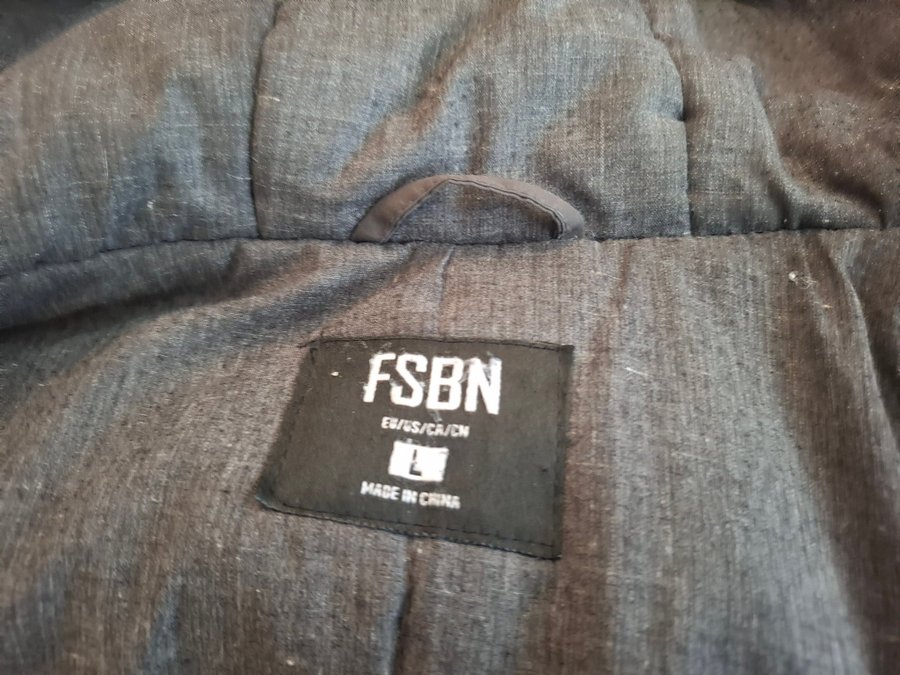 FSBN
EU/US/CA/CN
L
MADE IN CHINA